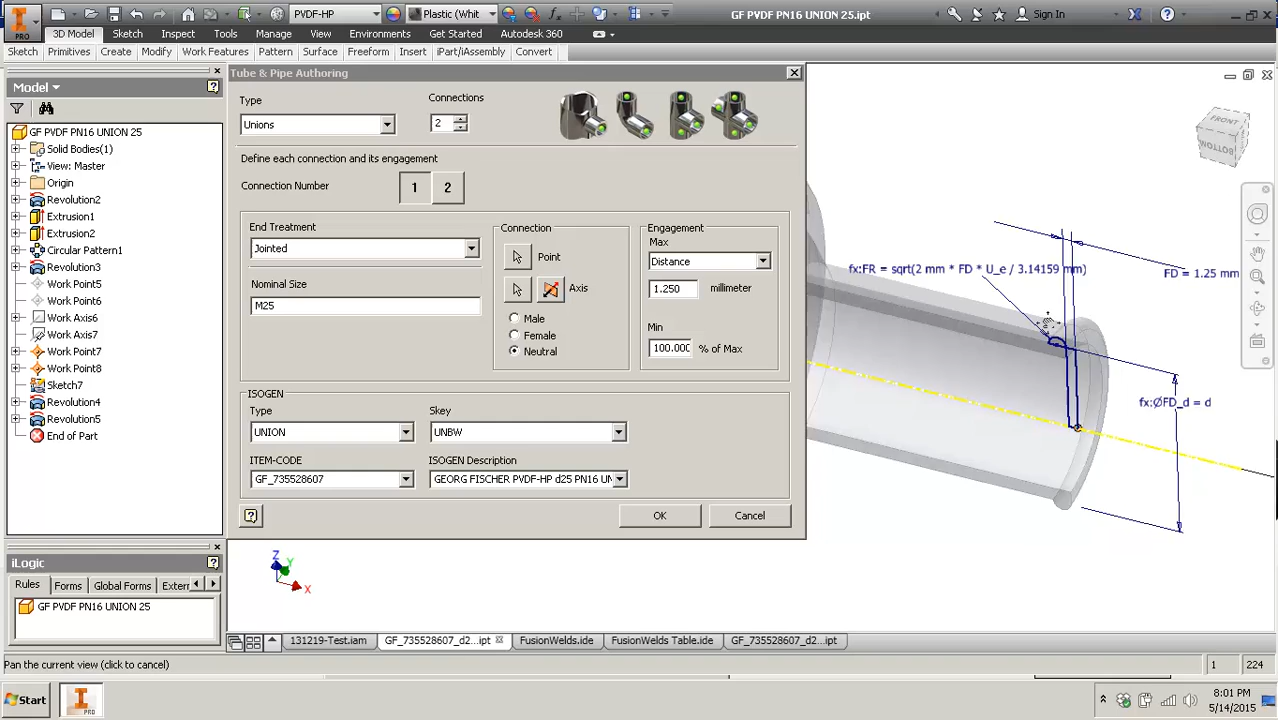 PVDF-HP
Plastic (Whit
GF PVDF PN16 UNION 25.ipt
Sign In
PRO
3D Model Sketch Inspect Tools Manage View Environments Get Started Autodesk 360
Sketch Primitives Create Modify Work Features Pattern Surface Freeform Insert iPart/iAssembly Convert
Model
GF PVDF PN16 UNION 25
Solid Bodies(1)
View: Master
Origin
Revolution2
Extrusion1
Extrusion2
Circular Pattern1
Revolution3
Work Point5
Work Point6
Work Axis6
Work Axis7
Work Point7
Work Point8
Sketch7
Revolution4
Revolution5
End of Part
iLogic
Rules Forms Global Forms Extern
GF PVDF PN16 UNION 25
Tube & Pipe Authoring
Type
Unions
Connections
2
Define each connection and its engagement
Connection Number
1 2
End Treatment
Jointed
Nominal Size
M25
Connection
Point
Axis
Male
Female
Neutral
Engagement
Max
Distance
1.250 millimeter
Min
100.000 % of Max
ISOGEN
Type
UNION
Skey
UNBW
ITEM-CODE
GF_735528607
ISOGEN Description
GEORG FISCHER PVDF-HP d25 PN16 UN
OK Cancel
FRONT
BOTTOM
fx:FR = sqrt(2 mm * FD * U_e / 3.14159 mm)
FD = 1.25 mm
fx:ØFD_d = d
Z
Y
X
131219-Test.iam GF_735528607_d2...ipt FusionWelds.ide FusionWelds Table.ide GF_735528607_d2...ipt
Pan the current view (click to cancel)
1 224
Start
PRO
8:01 PM
5/14/2015